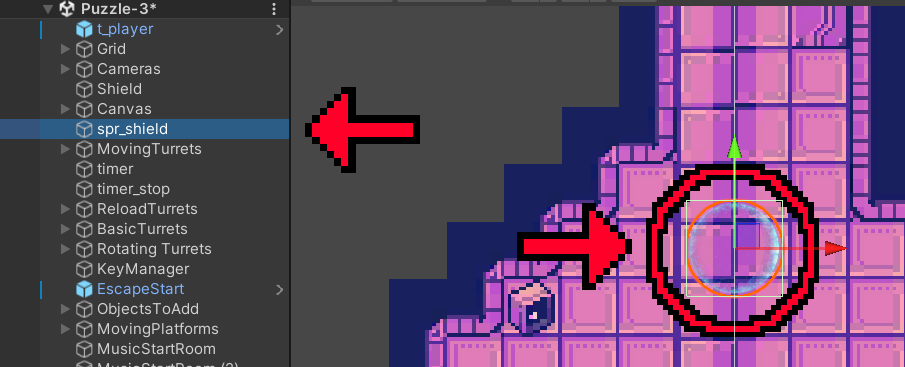 Puzzle-3*
t_player
Grid
Cameras
Shield
Canvas
spr_shield
MovingTurrets
timer
timer_stop
ReloadTurrets
BasicTurrets
Rotating Turrets
KeyManager
EscapeStart
ObjectsToAdd
MovingPlatforms
MusicStartRoom
MusicStartRoom (2)